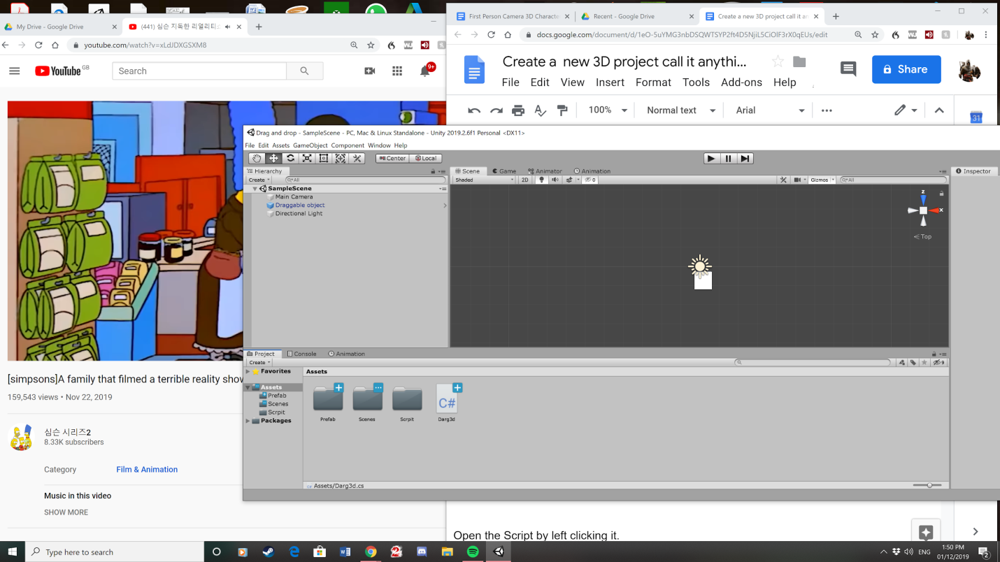 My Drive - Google Drive
(441) 심슨 지독한 리얼리티쇼
youtube.com/watch?v=xLdJDXGSXM8
YouTube GB
Search
9+
[simpsons]A family that filmed a terrible reality show
159,543 views • Nov 22, 2019
심슨 시리즈2
8.33K subscribers
Category Film & Animation
Music in this video
SHOW MORE
First Person Camera 3D Characte
Recent - Google Drive
Create a new 3D project call it an
docs.google.com/document/d/1eO-5uYMG3nbDSQWTSYP2ft4D5NjiLSCiOlF3rX0qEUs/edit
Create a new 3D project call it anythi...
File Edit View Insert Format Tools Add-ons Help
Share
100% Normal text Arial
31
Drag and drop - SampleScene - PC, Mac & Linux Standalone - Unity 2019.2.6f1 Personal <DX11>
File Edit Assets GameObject Component Window Help
Center Local
Hierarchy
Create All
SampleScene
Main Camera
Draggable object
Directional Light
Scene Game Animator Animation
Shaded 2D 0 Gizmos All
z
x
Top
Inspector
Project Console Animation
Create 9
Favorites
Assets
Prefab
Scenes
Scrpit
Packages
Assets
C#
Prefab Scenes Scrpit Darg3d
Assets/Darg3d.cs
Open the Script by left clicking it.
Type here to search
ENG
1:50 PM
01/12/2019
2